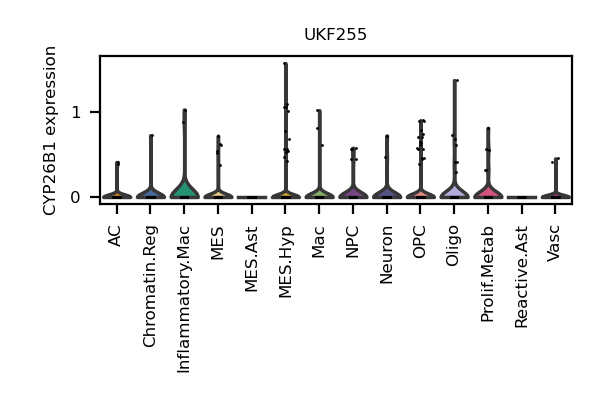 UKF255
CYP26B1 expression
1
0
AC
Chromatin.Reg
Inflammatory.Mac
MES
MES.Ast
MES.Hyp
Mac
NPC
Neuron
OPC
Oligo
Prolif.Metab
Reactive.Ast
Vasc